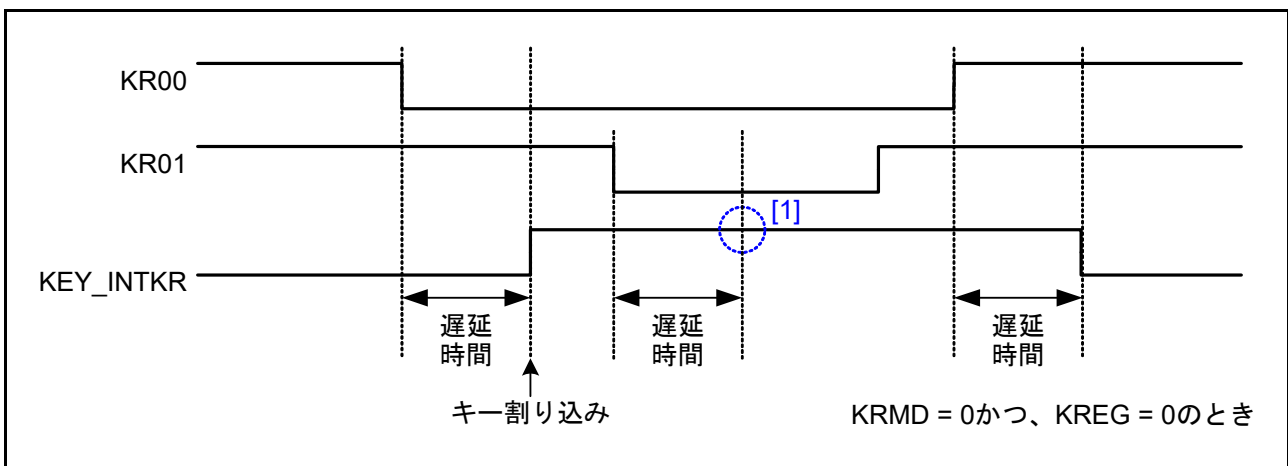 KR00
KR01
[1]
KEY_INTKR
遅延
時間
遅延
時間
遅延
時間
キー割り込み
KRMD = 0かつ、KREG = 0のとき